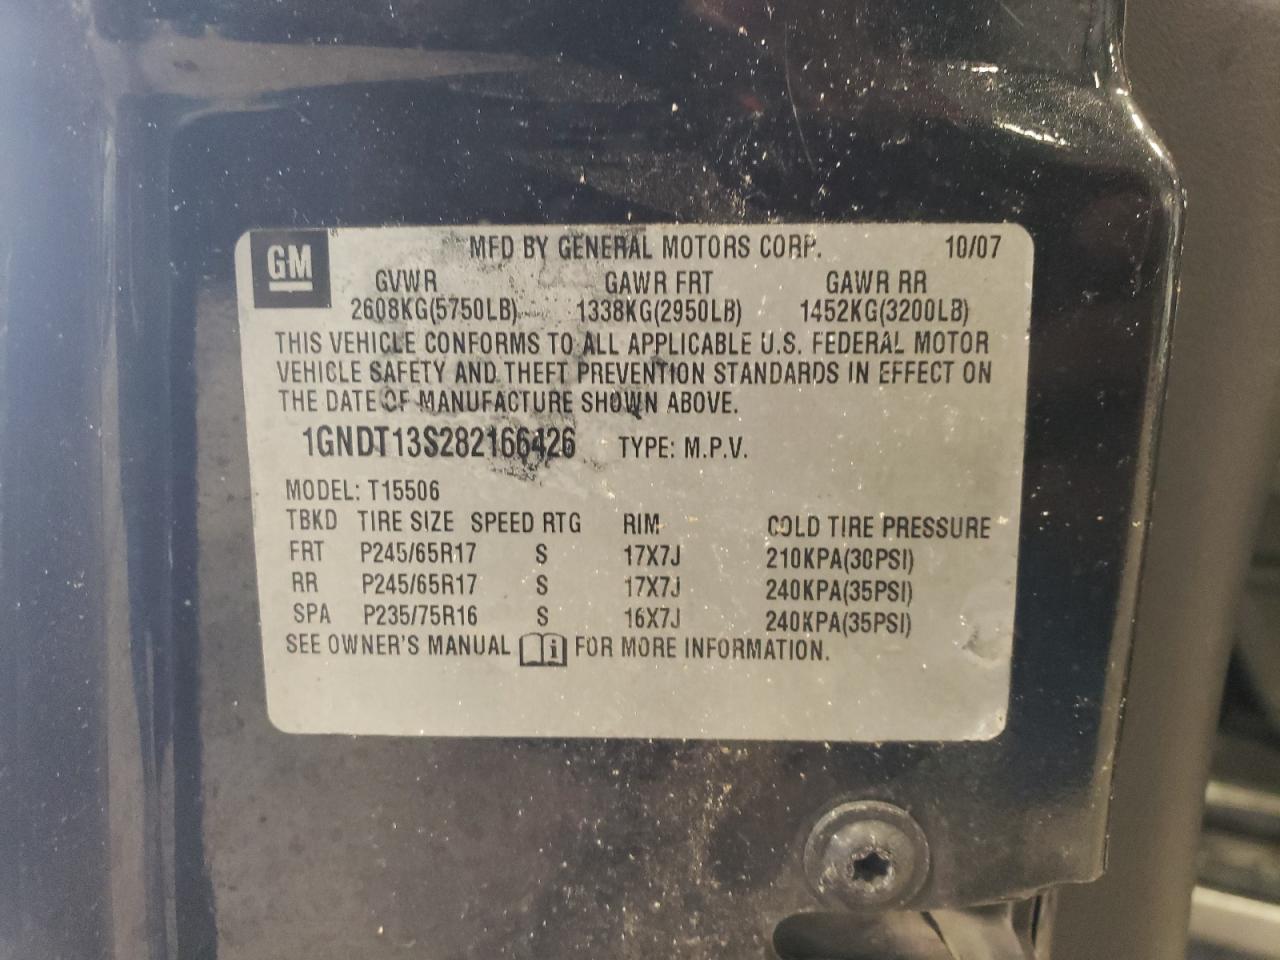 GM
MFD BY GENERAL MOTORS CORP. 10/07
GVWR GAWR FRT GAWR RR
2608KG(5750LB) 1338KG(2950LB) 1452KG(3200LB)
THIS VEHICLE CONFORMS TO ALL APPLICABLE U.S. FEDERAL MOTOR
VEHICLE SAFETY AND THEFT PREVENTION STANDARDS IN EFFECT ON
THE DATE OF MANUFACTURE SHOWN ABOVE.
1GNDT13S282166426 TYPE: M.P.V.
MODEL: T15506
TBKD TIRE SIZE SPEED RTG RIM COLD TIRE PRESSURE
FRT P245/65R17 S 17X7J 210KPA(30PSI)
RR P245/65R17 S 17X7J 240KPA(35PSI)
SPA P235/75R16 S 16X7J 240KPA(35PSI)
SEE OWNER'S MANUAL i FOR MORE INFORMATION.